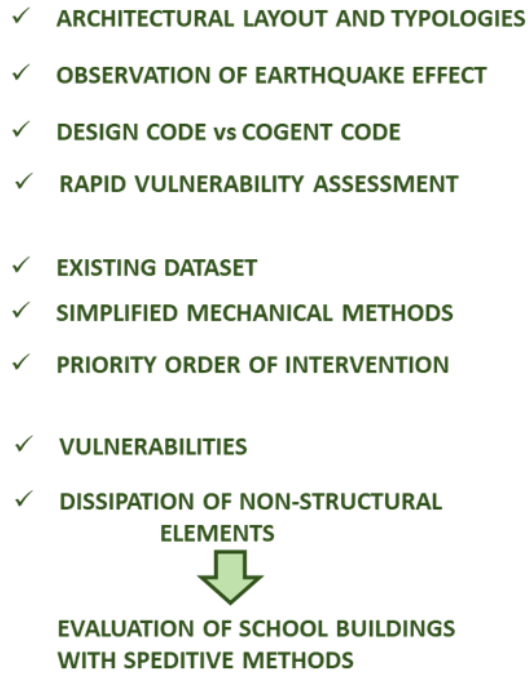 ✓ ARCHITECTURAL LAYOUT AND TYPOLOGIES
✓ OBSERVATION OF EARTHQUAKE EFFECT
✓ DESIGN CODE vs COGENT CODE
✓ RAPID VULNERABILITY ASSESSMENT
✓ EXISTING DATASET
✓ SIMPLIFIED MECHANICAL METHODS
✓ PRIORITY ORDER OF INTERVENTION
✓ VULNERABILITIES
✓ DISSIPATION OF NON-STRUCTURAL
ELEMENTS
EVALUATION OF SCHOOL BUILDINGS
WITH SPEDITIVE METHODS